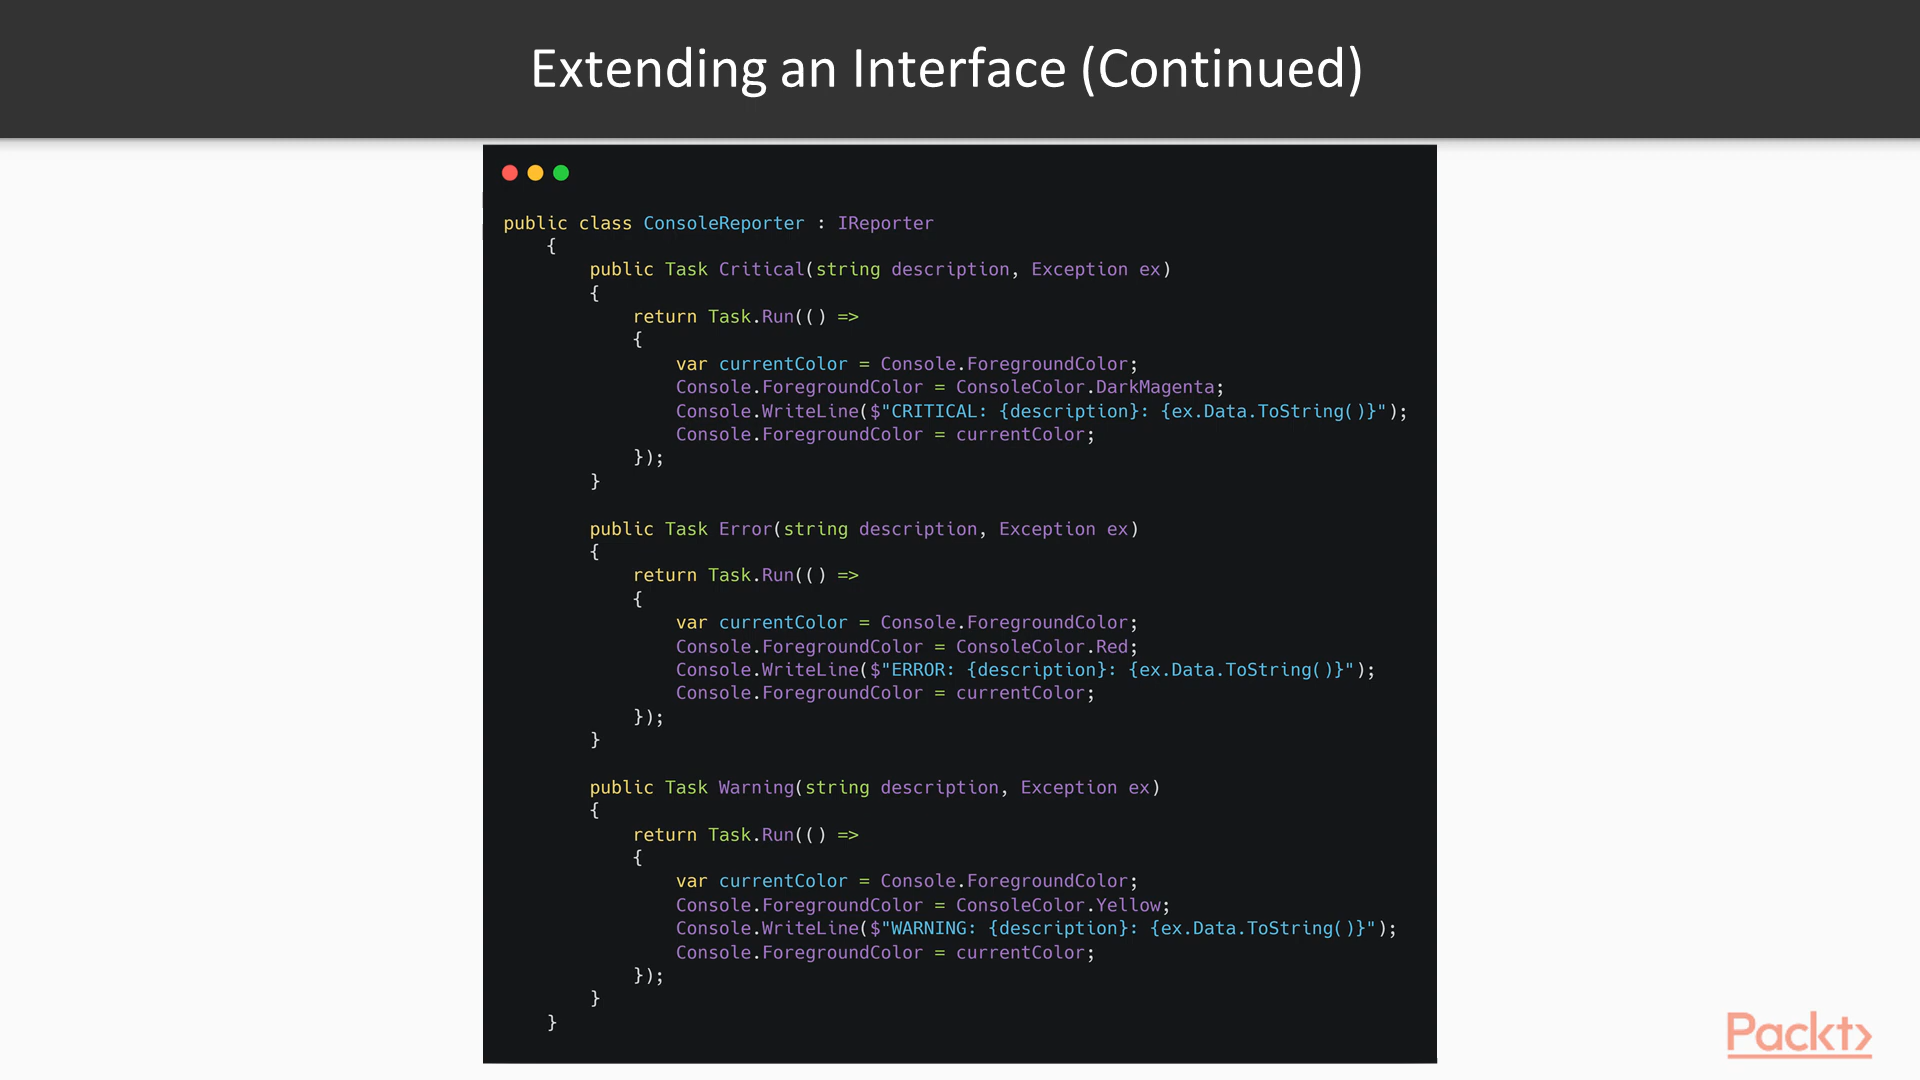 Extending an Interface (Continued)
public class ConsoleReporter : IReporter
{
public Task Critical(string description, Exception ex)
{
return Task.Run(() =>
{
var currentColor = Console.ForegroundColor;
Console.ForegroundColor = ConsoleColor.DarkMagenta;
Console.WriteLine($"CRITICAL: {description}: {ex.Data.ToString()}");
Console.ForegroundColor = currentColor;
});
}
public Task Error(string description, Exception ex)
{
return Task.Run(() =>
{
var currentColor = Console.ForegroundColor;
Console.ForegroundColor = ConsoleColor.Red;
Console.WriteLine($"ERROR: {description}: {ex.Data.ToString()}");
Console.ForegroundColor = currentColor;
});
}
public Task Warning(string description, Exception ex)
{
return Task.Run(() =>
{
var currentColor = Console.ForegroundColor;
Console.ForegroundColor = ConsoleColor.Yellow;
Console.WriteLine($"WARNING: {description}: {ex.Data.ToString()}");
Console.ForegroundColor = currentColor;
});
}
}
Packt>